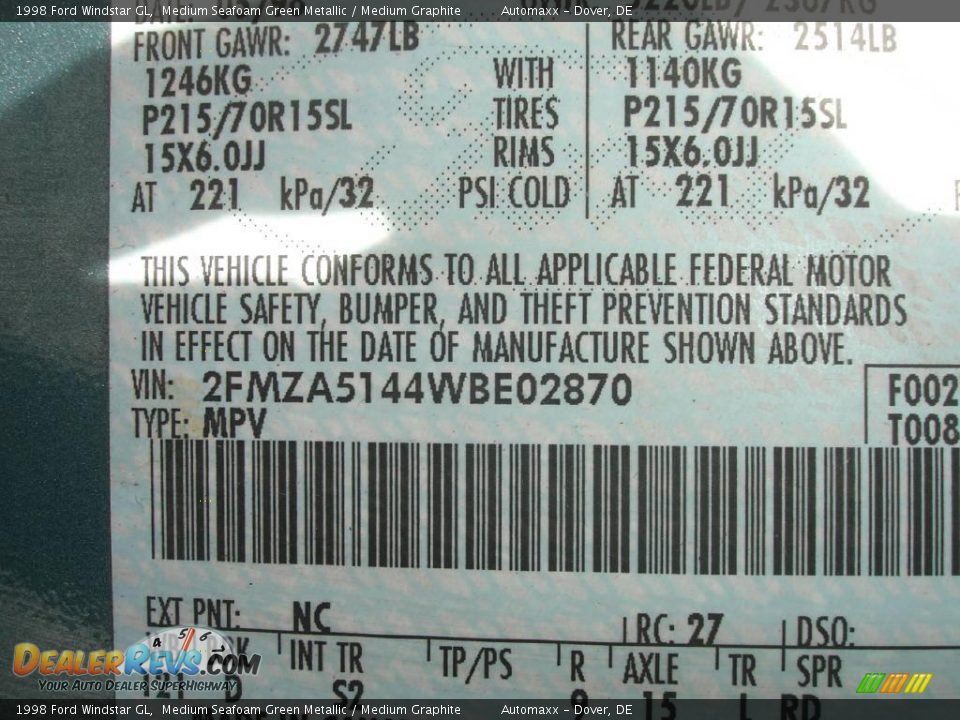 1998 Ford Windstar GL, Medium Seafoam Green Metallic / Medium Graphite Automaxx - Dover, DE
FRONT GAWR: 2747LB REAR GAWR: 2514LB
1246KG WITH 1140KG
P215/70R15SL TIRES P215/70R15SL
15X6.0JJ RIMS 15X6.0JJ
AT 221 kPa/32 PSI COLD AT 221 kPa/32
THIS VEHICLE CONFORMS TO ALL APPLICABLE FEDERAL MOTOR
VEHICLE SAFETY, BUMPER, AND THEFT PREVENTION STANDARDS
IN EFFECT ON THE DATE OF MANUFACTURE SHOWN ABOVE.
VIN: 2FMZA5144WBE02870 F002
TYPE: MPV T008
EXT PNT: NC RC: 27 DSO:
INT TR TP/PS R AXLE TR SPR
121 D S2 9 15 L RD
5 6
DEALERREVS.COM
YOUR AUTO DEALER SUPERHIGHWAY
1998 Ford Windstar GL, Medium Seafoam Green Metallic / Medium Graphite Automaxx - Dover, DE